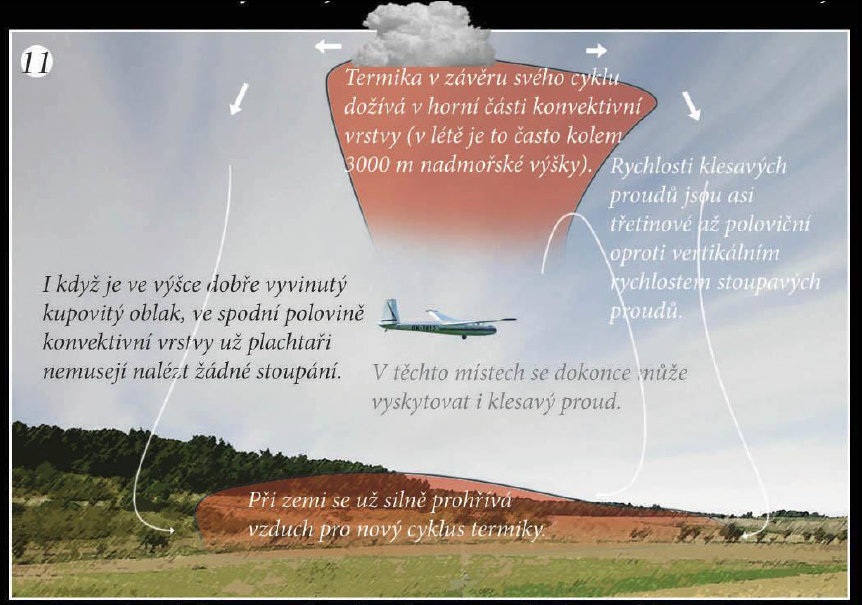 11
Termika v závěru svého cyklu
dožívá v horní části konvektivní
vrstvy (v létě je to často kolem
3000 m nadmořské výšky).
Rychlosti klesavých
proudů jsou asi
třetinové až poloviční
oproti vertikálním
rychlostem stoupavých
proudů.
I když je ve výšce dobře vyvinutý
kupovitý oblak, ve spodní polovině
konvektivní vrstvy už plachtaři
nemusejí nalézt žádné stoupání.
V těchto místech se dokonce může
vyskytovat i klesavý proud.
Při zemi se už silně prohřívá
vzduch pro nový cyklus termiky.